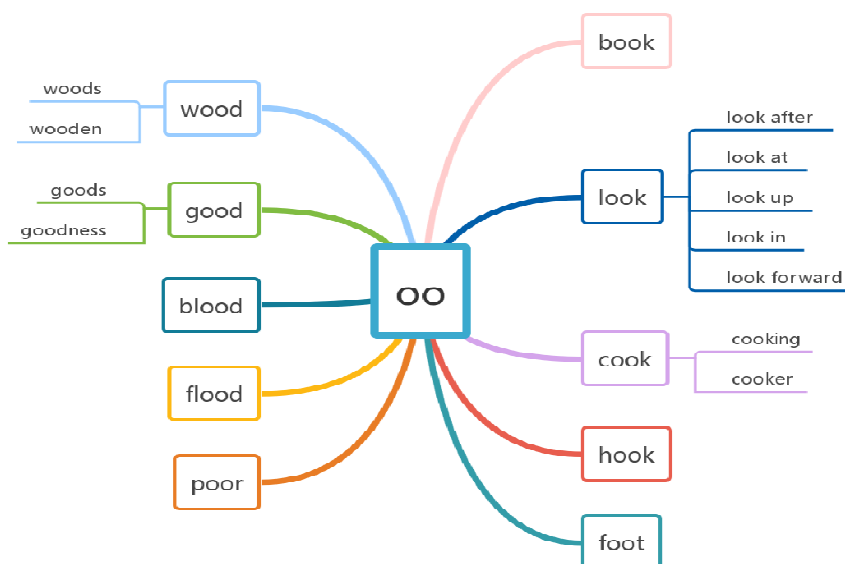 oo
book
look
look after
look at
look up
look in
look forward
cook
cooking
cooker
hook
foot
wood
woods
wooden
good
goods
goodness
blood
flood
poor